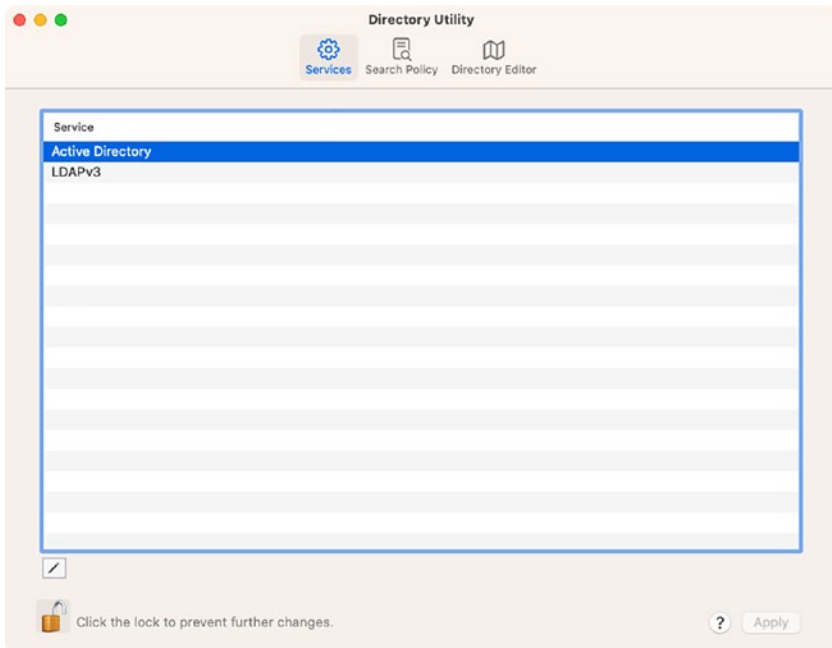 Directory Utility
Services Search Policy Directory Editor
Service
Active Directory
LDAPv3
Click the lock to prevent further changes.
? Apply